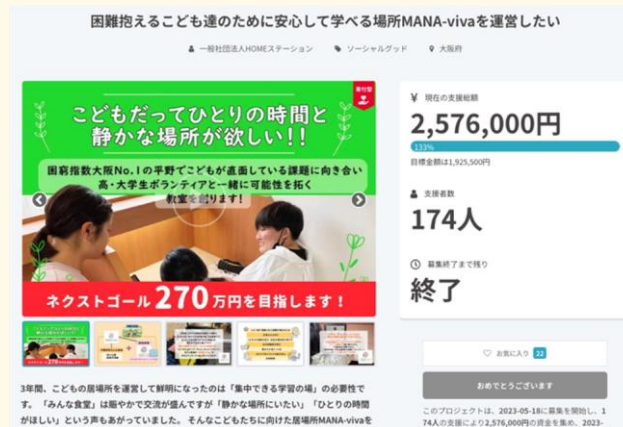 困難抱えるこども達のために安心して学べる場所MANA-vivaを運営したい
一般社団法人HOMEステーション ソーシャルグッド 大阪府
寄付型
こどもだってひとりの時間と
静かな場所が欲しい!!
困窮指数大阪No.1の平野でこどもが直面している課題に向き合い
高・大学生ボランティアと一緒に可能性を拓く
教室を創ります!
ネクストゴール270万円を目指します!
¥ 現在の支援総額
2,576,000円
133%
目標金額は1,925,500円
支援者数
174人
募集終了まで残り
終了
お気に入り 22
おめでとうございます
3年間、こどもの居場所を運営して鮮明になったのは「集中できる学習の場」の必要性で
す。「みんな食堂」は賑やかで交流が盛んですが「静かな場所にいたい」「ひとりの時間
がほしい」という声もあがっていました。そんなこどもたちに向けた居場所MANA-vivaを
このプロジェクトは、2023-05-18に募集を開始し、1
74人の支援により2,576,000円の資金を集め、2023-